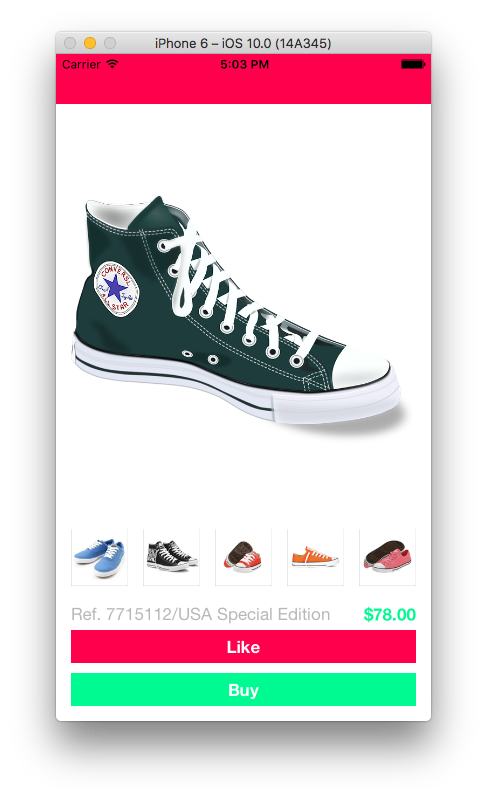 iPhone 6 – iOS 10.0 (14A345)
Carrier 5:03 PM
CONVERSE
ALL STAR
Ref. 7715112/USA Special Edition $78.00
Like
Buy